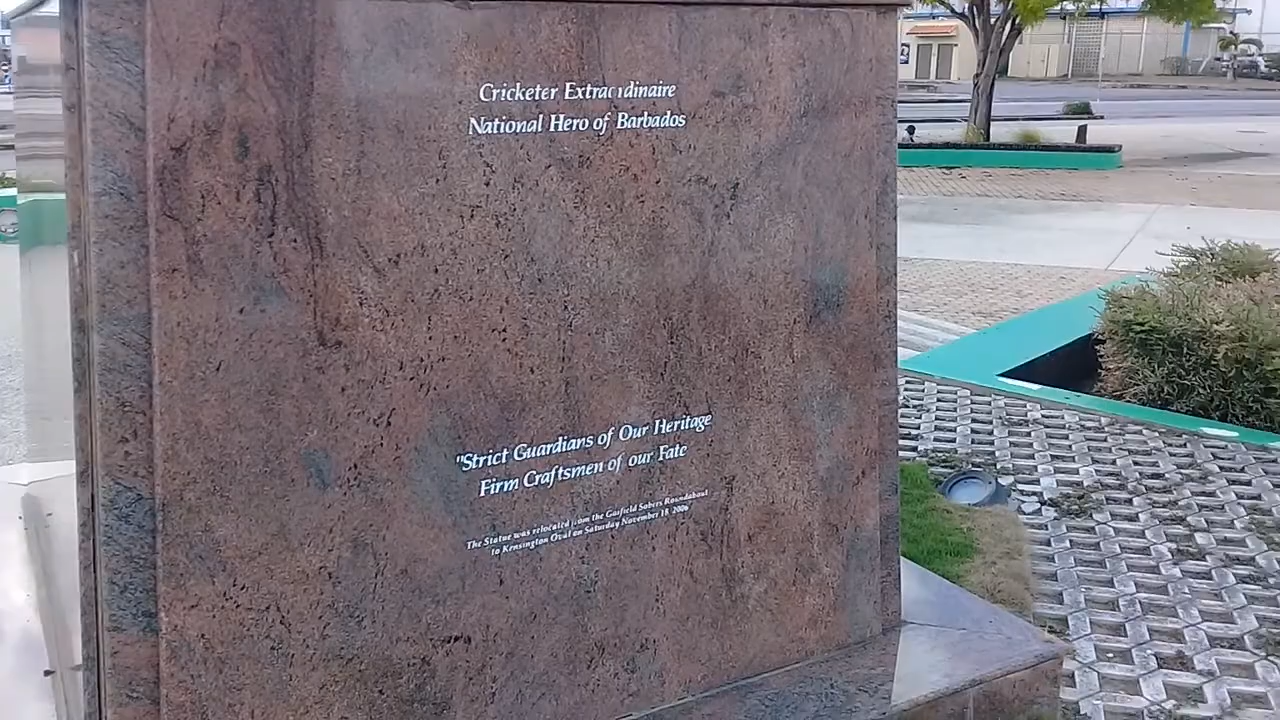 Cricketer Extraordinaire
National Hero of Barbados
"Strict Guardians of Our Heritage
Firm Craftsmen of our Fate
The Statue was relocated from the Garfield Sobers Roundabout
to Kensington Oval on Saturday November 18, 2006